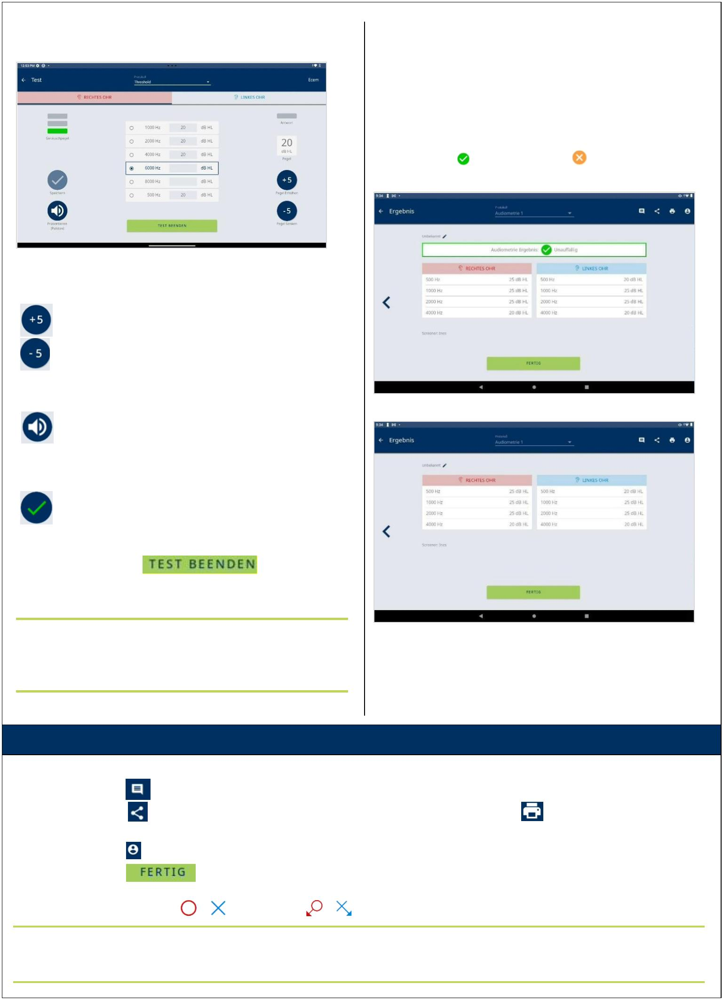 12:53 PM
Test
Protokoll
Threshold
Ecem
RECHTES OHR
LINKES OHR
Geräuschpegel
1000 Hz 20 dB HL
2000 Hz 20 dB HL
4000 Hz 20 dB HL
6000 Hz dB HL
8000 Hz dB HL
500 Hz 20 dB HL
Antwort
20
dB HL
Pegel
+5
Pegel Erhöhen
-5
Pegel Senken
Speichern
Präsentieren
(Pulston)
TEST BEENDEN
+5
- 5
TEST BEENDEN
9:34
Ergebnis
Protokoll
Audiometrie 1
Unbekannt
Audiometrie Ergebnis: Unauffällig
RECHTES OHR
LINKES OHR
500 Hz 25 dB HL 500 Hz 20 dB HL
1000 Hz 25 dB HL 1000 Hz 25 dB HL
2000 Hz 25 dB HL 2000 Hz 25 dB HL
4000 Hz 20 dB HL 4000 Hz 20 dB HL
Screener: Ines
FERTIG
9:34
Ergebnis
Protokoll
Audiometrie 1
Unbekannt
RECHTES OHR
LINKES OHR
500 Hz 25 dB HL 500 Hz 20 dB HL
1000 Hz 25 dB HL 1000 Hz 25 dB HL
2000 Hz 25 dB HL 2000 Hz 25 dB HL
4000 Hz 20 dB HL 4000 Hz 20 dB HL
Screener: Ines
FERTIG
FERTIG